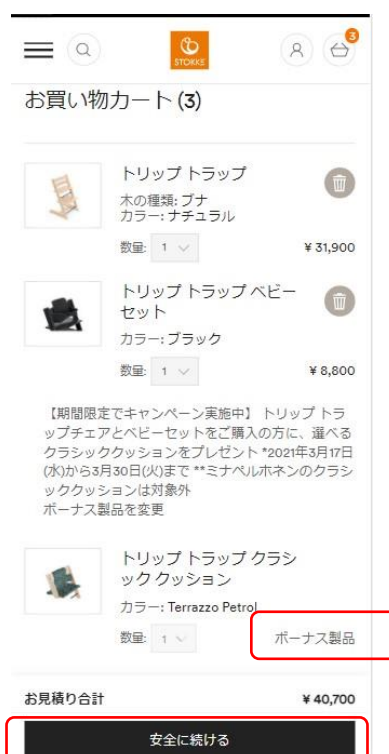 3
STOKKE
お買い物カート (3)
トリップ トラップ
木の種類: ブナ
カラー: ナチュラル
数量: 1
¥ 31,900
トリップ トラップ ベビー
セット
カラー: ブラック
数量: 1
¥ 8,800
【期間限定でキャンペーン実施中】 トリップ トラ
ップチェアとベビーセットをご購入の方に、選べる
クラシッククッションをプレゼント *2021年3月17日
(水)から3月30日(火)まで **ミナペルホネンのクラシ
ッククッションは対象外
ボーナス製品を変更
トリップ トラップ クラシ
ック クッション
カラー: Terrazzo Petrol
数量: 1
ボーナス製品
お見積り合計
¥ 40,700
安全に続ける